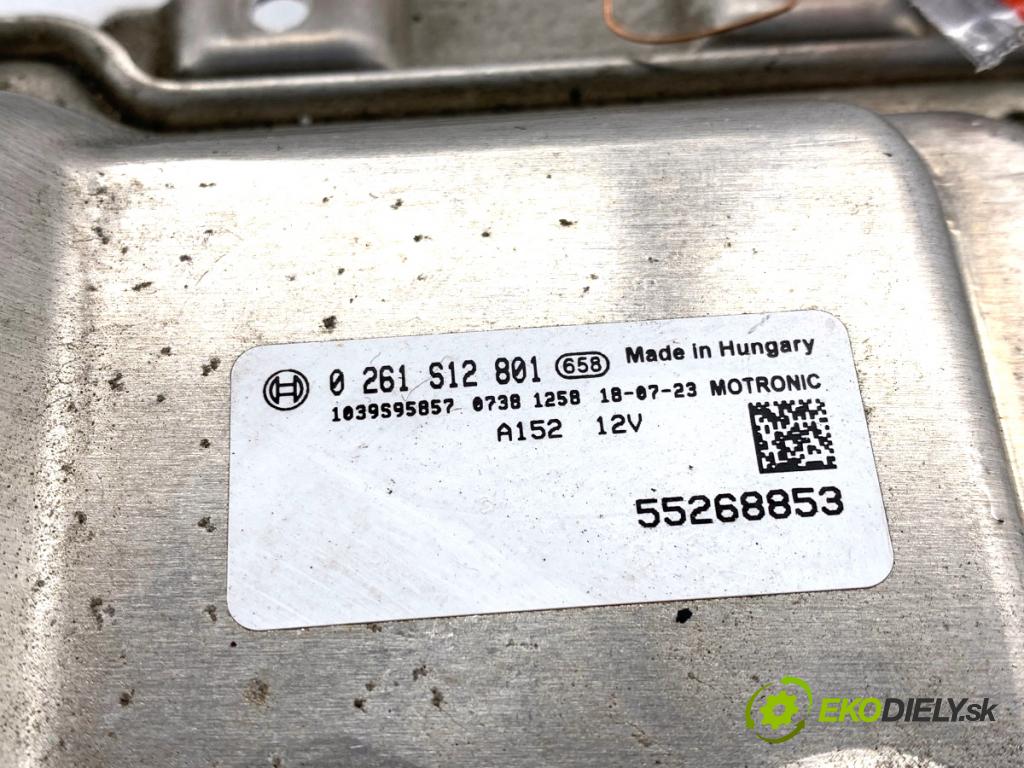 0 261 S12 801 658 Made in Hungary
1039S95857 0738 1258 18-07-23 MOTRONIC
A152 12V
55268853
EKODIELY.sk